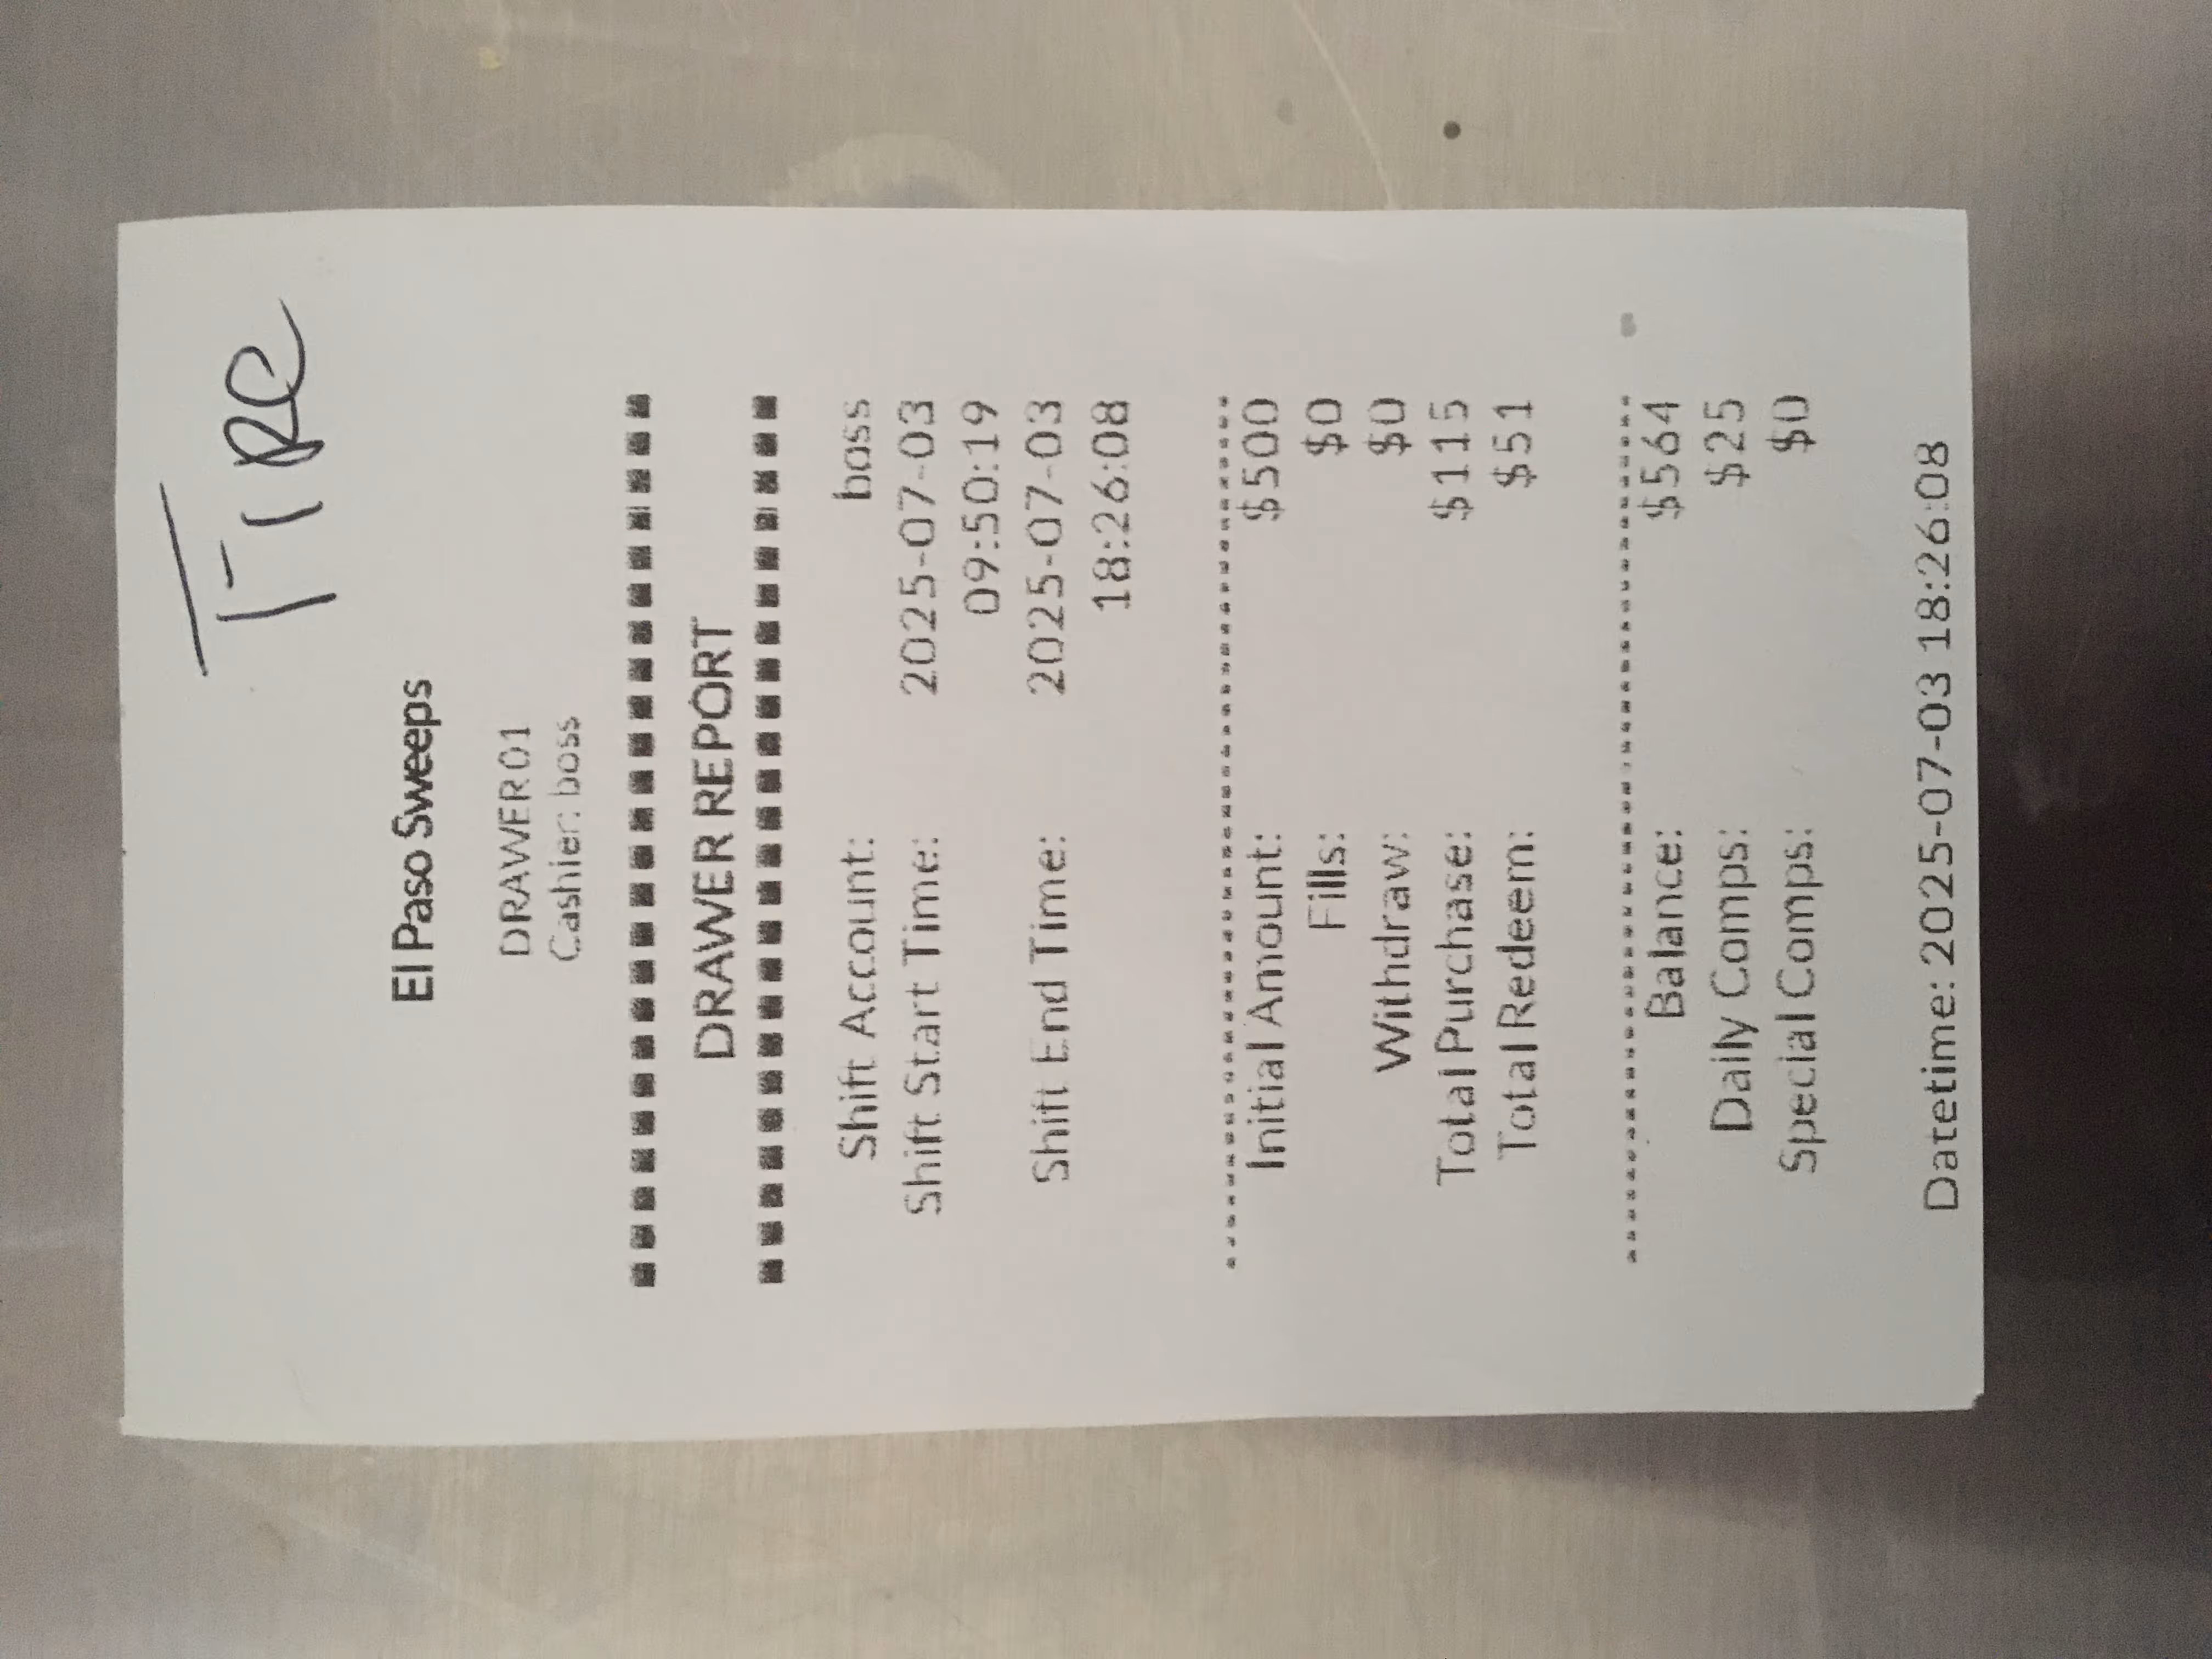 TiRe
El Paso Sweeps
DRAWER01
Cashier: boss
DRAWER REPORT
Shift Account: boss
Shift Start Time: 2025-07-03
09:50:19
Shift End Time: 2025-07-03
18:26:08
Initial Amount: $500
Fills: $0
Withdraw: $0
Total Purchase: $115
Total Redeem: $51
Balance: $564
Daily Comps: $25
Special Comps: $0
Datetime: 2025-07-03 18:26:08